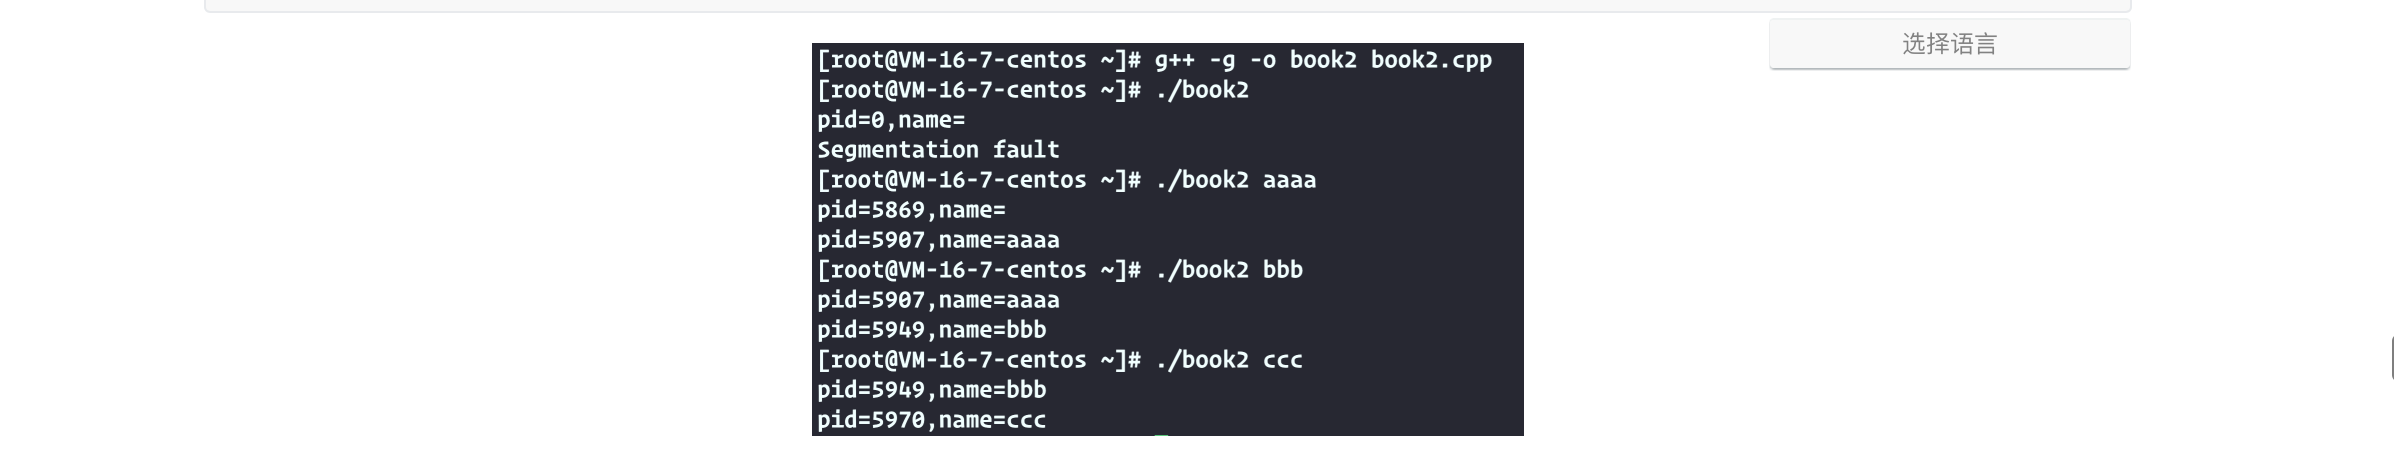 选择语言
[root@VM-16-7-centos ~]# g++ -g -o book2 book2.cpp
[root@VM-16-7-centos ~]# ./book2
pid=0,name=
Segmentation fault
[root@VM-16-7-centos ~]# ./book2 aaaa
pid=5869,name=
pid=5907,name=aaaa
[root@VM-16-7-centos ~]# ./book2 bbb
pid=5907,name=aaaa
pid=5949,name=bbb
[root@VM-16-7-centos ~]# ./book2 ccc
pid=5949,name=bbb
pid=5970,name=ccc